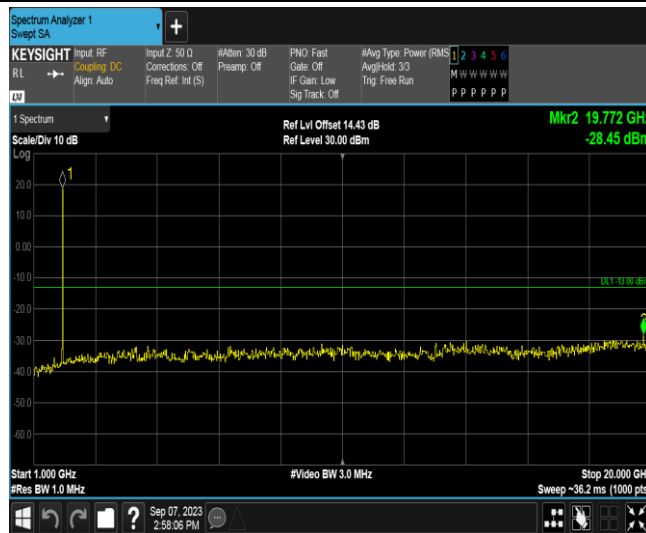 Spectrum Analyzer 1
Swept SA
KEYSIGHT
RL
LXI
Input: RF
Coupling: DC
Align: Auto
Input Z: 50 Ω
Corrections: Off
Freq Ref: Int (S)
#Atten: 30 dB
Preamp: Off
PNO: Fast
Gate: Off
IF Gain: Low
Sig Track: Off
#Avg Type: Power (RMS
Avg|Hold: 3/3
Trig: Free Run
1 2 3 4 5 6
M W W W W W
P P P P P P
1 Spectrum
Scale/Div 10 dB
Ref Lvl Offset 14.43 dB
Ref Level 30.00 dBm
Mkr2 19.772 GHz
-28.45 dBm
Log
1
20.0
10.0
0.00
-10.0
DL1 -13.00 dBm
-20.0
2
-30.0
-40.0
-50.0
-60.0
Start 1.000 GHz
#Video BW 3.0 MHz
Stop 20.000 GHz
#Res BW 1.0 MHz
Sweep ~36.2 ms (1000 pts)
?
Sep 07, 2023
2:58:06 PM